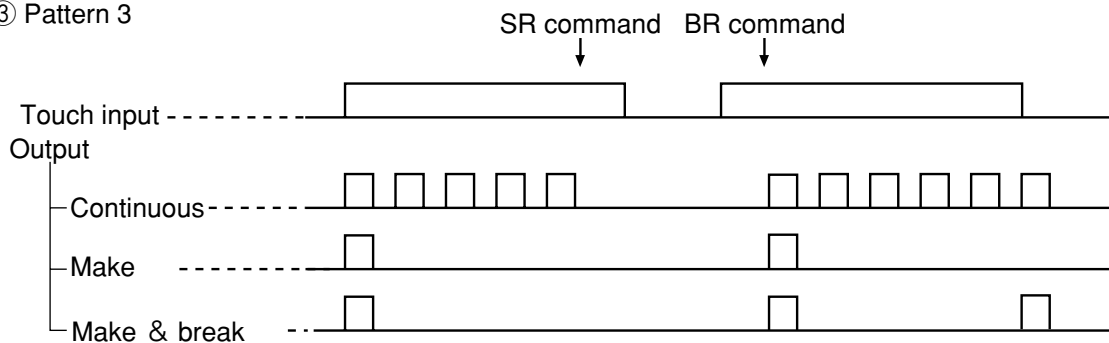 ③ Pattern 3
SR command BR command
Touch input
Output
Continuous
Make
Make & break